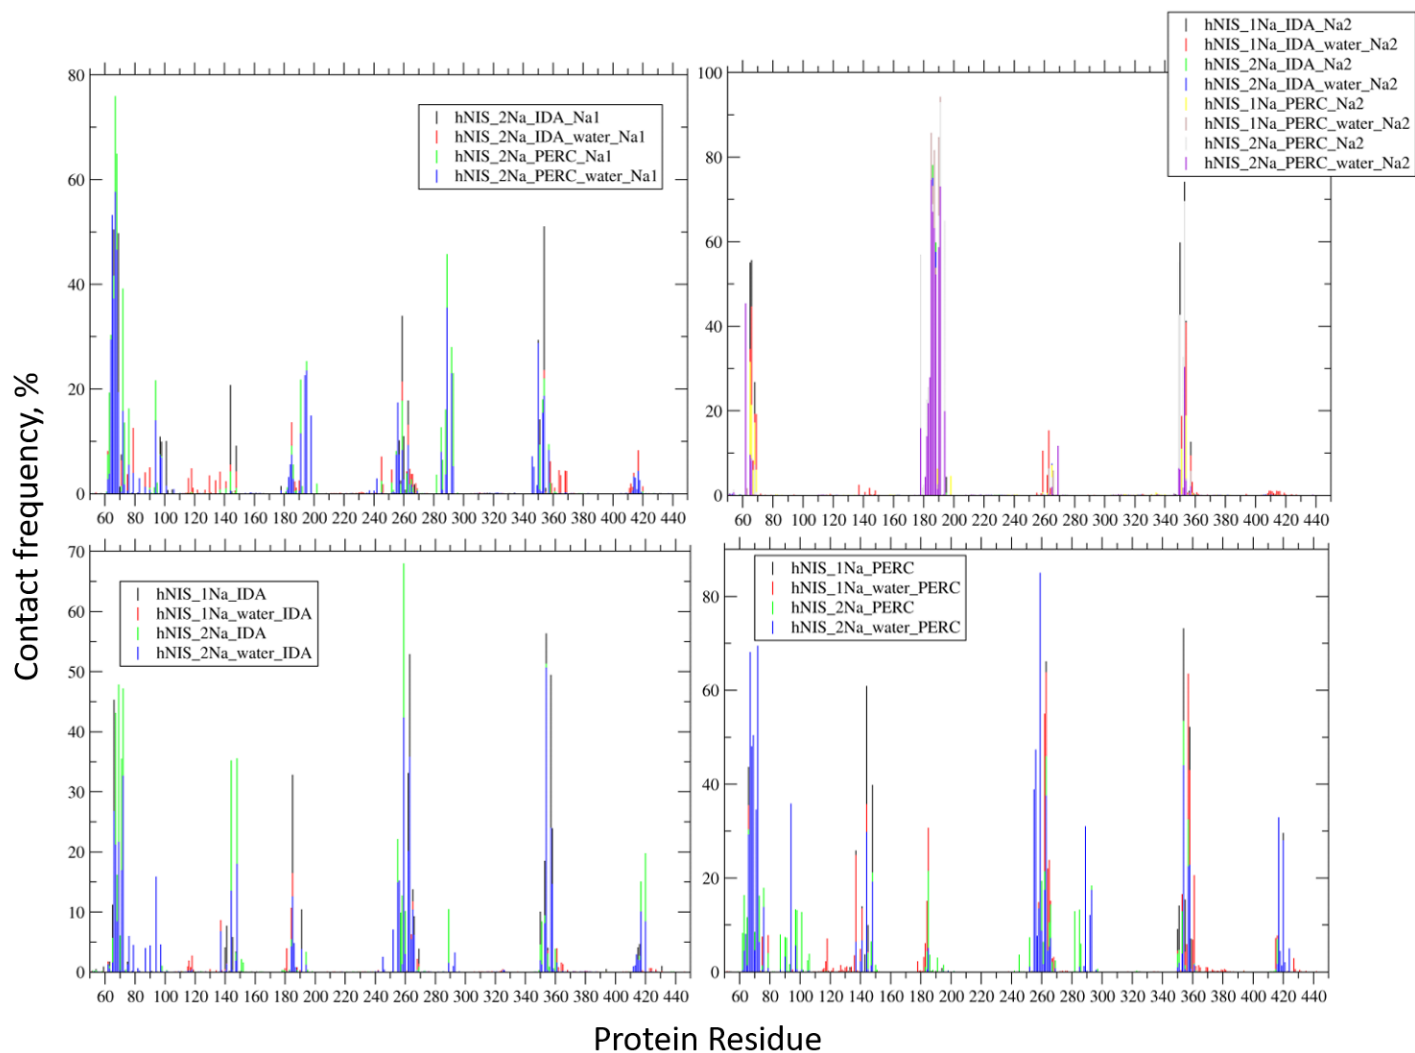 hNIS_1Na_IDA_Na2
hNIS_1Na_IDA_water_Na2
hNIS_2Na_IDA_Na2
hNIS_2Na_IDA_water_Na2
hNIS_1Na_PERC_Na2
hNIS_1Na_PERC_water_Na2
hNIS_2Na_PERC_Na2
hNIS_2Na_PERC_water_Na2
hNIS_2Na_IDA_Na1
hNIS_2Na_IDA_water_Na1
hNIS_2Na_PERC_Na1
hNIS_2Na_PERC_water_Na1
80
60
40
20
0
60 80 100 120 140 160 180 200 220 240 260 280 300 320 340 360 380 400 420 440
100
80
60
40
20
0
60 80 100 120 140 160 180 200 220 240 260 280 300 320 340 360 380 400 420 440
Contact frequency, %
hNIS_1Na_IDA
hNIS_1Na_water_IDA
hNIS_2Na_IDA
hNIS_2Na_water_IDA
70
60
50
40
30
20
10
0
60 80 100 120 140 160 180 200 220 240 260 280 300 320 340 360 380 400 420 440
hNIS_1Na_PERC
hNIS_1Na_water_PERC
hNIS_2Na_PERC
hNIS_2Na_water_PERC
80
60
40
20
0
60 80 100 120 140 160 180 200 220 240 260 280 300 320 340 360 380 400 420 440
Protein Residue